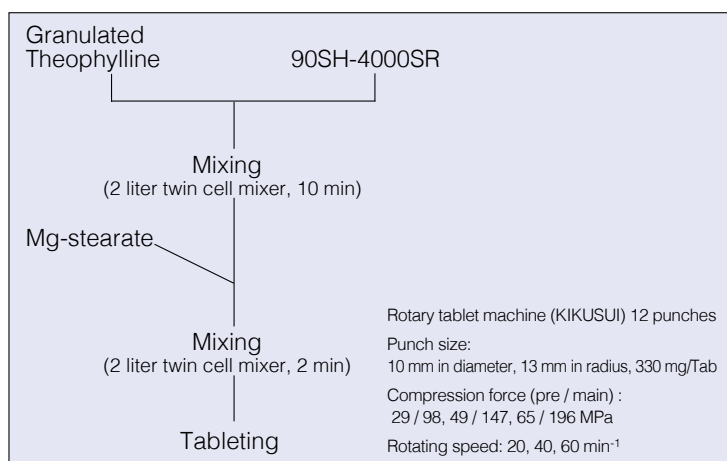 Granulated
Theophylline
90SH-4000SR
Mixing
(2 liter twin cell mixer, 10 min)
Mg-stearate
Mixing
(2 liter twin cell mixer, 2 min)
Tableting
Rotary tablet machine (KIKUSUI) 12 punches
Punch size:
10 mm in diameter, 13 mm in radius, 330 mg/Tab
Compression force (pre / main) :
29 / 98, 49 / 147, 65 / 196 MPa
Rotating speed: 20, 40, 60 min⁻¹